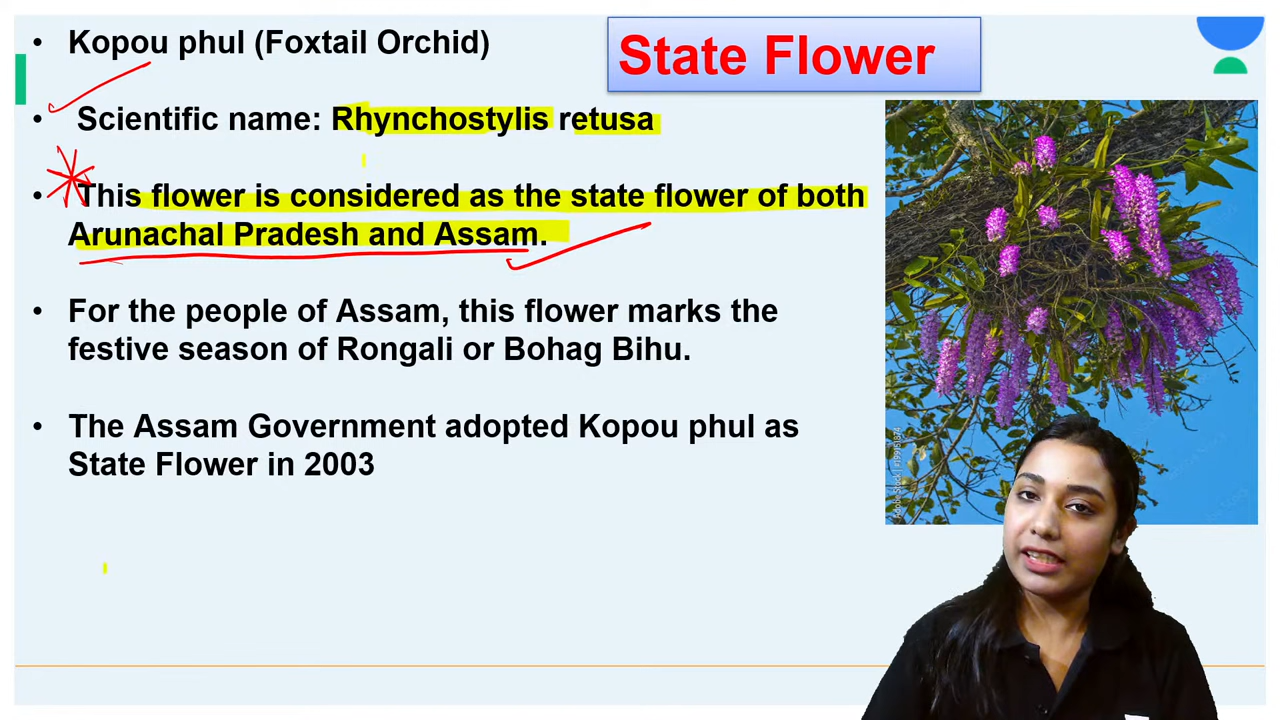 State Flower
• Kopou phul (Foxtail Orchid)
• Scientific name: Rhynchostylis retusa
• This flower is considered as the state flower of both
Arunachal Pradesh and Assam.
• For the people of Assam, this flower marks the
festive season of Rongali or Bohag Bihu.
• The Assam Government adopted Kopou phul as
State Flower in 2003